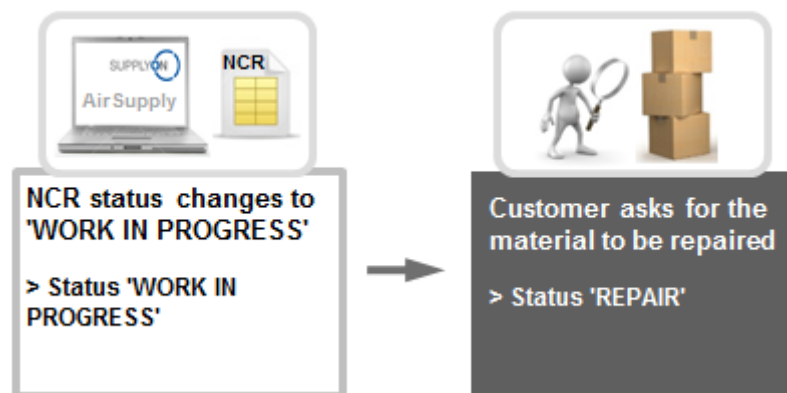 SUPPLYON
AirSupply
NCR
NCR status changes to
'WORK IN PROGRESS'
> Status 'WORK IN
PROGRESS'
Customer asks for the
material to be repaired
> Status 'REPAIR'